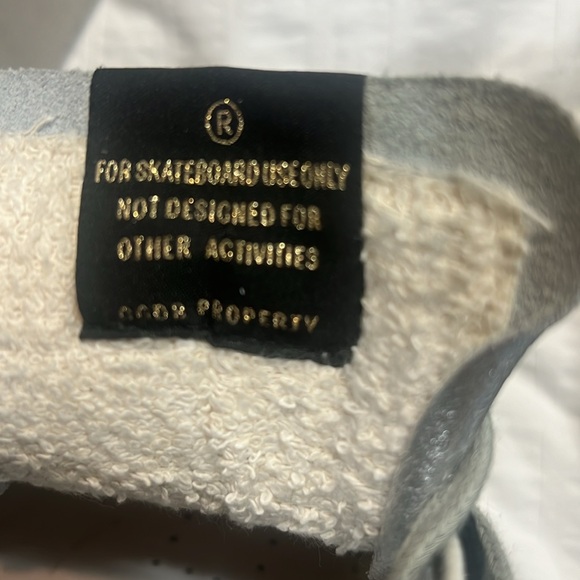 ®
FOR SKATEBOARD USE ONLY
NOT DESIGNED FOR
OTHER ACTIVITIES
PROPERTY